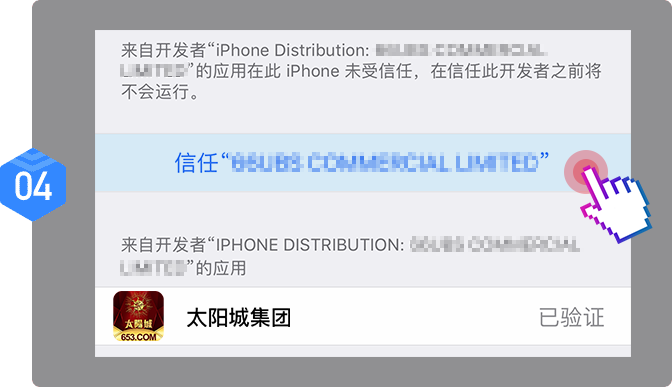 04
来自开发者“iPhone Distribution:
”的应用在此 iPhone 未受信任，在信任此开发者之前将
不会运行。
信任“COMMERCIAL LIMITED”
来自开发者“IPHONE DISTRIBUTION:
”的应用
太阳城
653.COM
太阳城集团
已验证